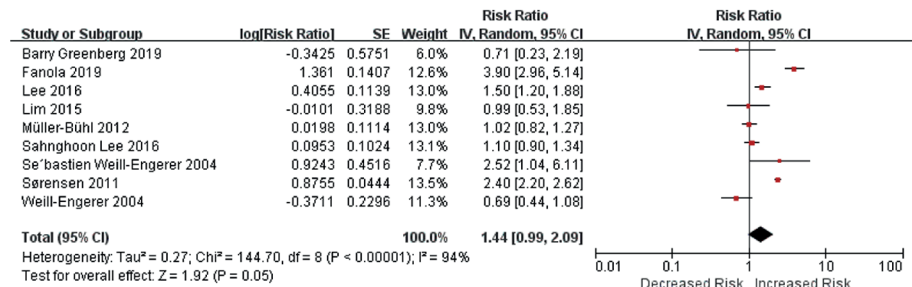 Risk Ratio Risk Ratio
Study or Subgroup log[Risk Ratio] SE Weight IV, Random, 95% CI IV, Random, 95% CI
Barry Greenberg 2019 -0.3425 0.5751 6.0% 0.71 [0.23, 2.19]
Fanola 2019 1.361 0.1407 12.6% 3.90 [2.96, 5.14]
Lee 2016 0.4055 0.1139 13.0% 1.50 [1.20, 1.88]
Lim 2015 -0.0101 0.3188 9.8% 0.99 [0.53, 1.85]
Müller-Bühl 2012 0.0198 0.1114 13.0% 1.02 [0.82, 1.27]
Sahnghoon Lee 2016 0.0953 0.1024 13.1% 1.10 [0.90, 1.34]
Se´bastien Weill-Engerer 2004 0.9243 0.4516 7.7% 2.52 [1.04, 6.11]
Sørensen 2011 0.8755 0.0444 13.5% 2.40 [2.20, 2.62]
Weill-Engerer 2004 -0.3711 0.2296 11.3% 0.69 [0.44, 1.08]
Total (95% CI) 100.0% 1.44 [0.99, 2.09]
Heterogeneity: Tau² = 0.27; Chi² = 144.70, df = 8 (P < 0.00001); I² = 94%
Test for overall effect: Z = 1.92 (P = 0.05)
0.01 0.1 1 10 100
Decreased Risk Increased Risk